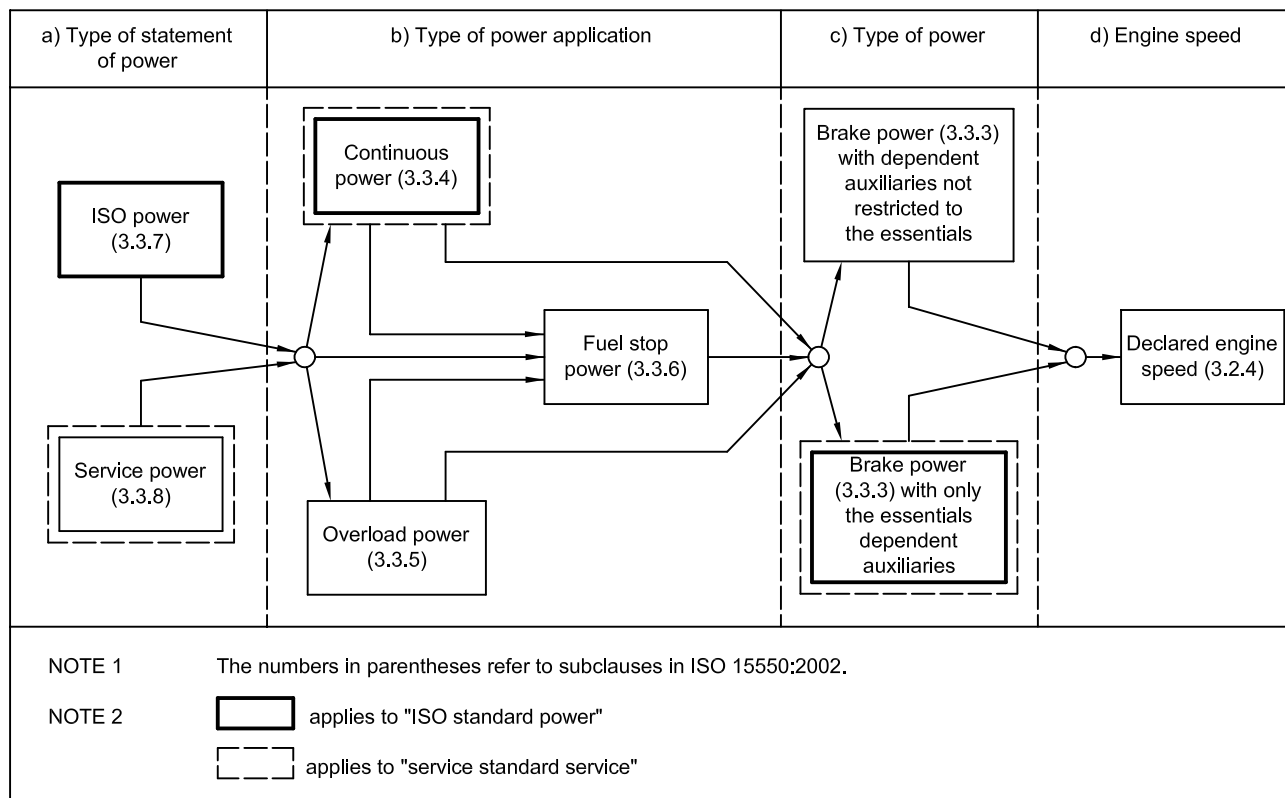 a) Type of statement
of power
b) Type of power application
c) Type of power
d) Engine speed
ISO power
(3.3.7)
Service power
(3.3.8)
Continuous
power (3.3.4)
Fuel stop
power (3.3.6)
Overload power
(3.3.5)
Brake power (3.3.3)
with dependent
auxiliaries not
restricted to
the essentials
Brake power
(3.3.3) with only
the essentials
dependent
auxiliaries
Declared engine
speed (3.2.4)
NOTE 1 The numbers in parentheses refer to subclauses in ISO 15550:2002.
NOTE 2 applies to "ISO standard power"
applies to "service standard service"